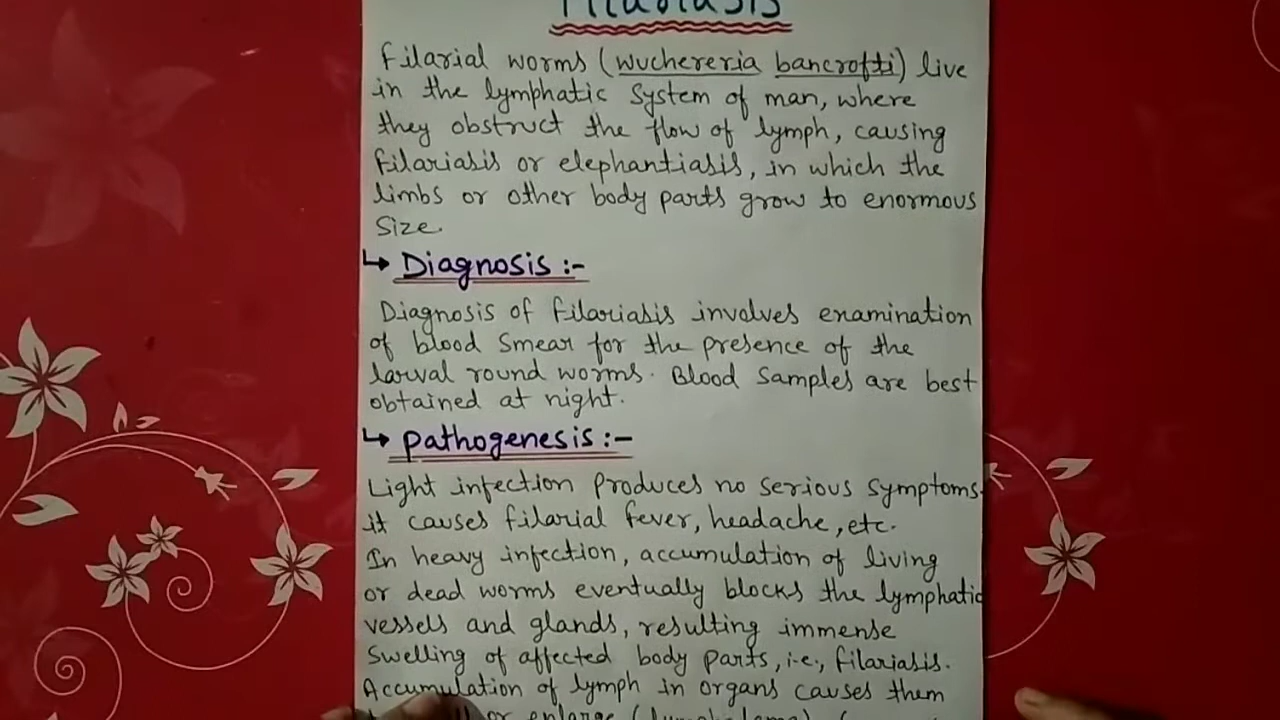 Filariasis
Filarial worms (Wuchereria bancrofti) live
in the lymphatic system of man, where
they obstruct the flow of lymph, causing
filariasis or elephantiasis, in which the
limbs or other body parts grow to enormous
size.
↳ Diagnosis :-
Diagnosis of filariasis involves examination
of blood smear for the presence of the
larval round worms. Blood samples are best
obtained at night.
↳ Pathogenesis :-
Light infection produces no serious symptoms.
it causes filarial fever, headache, etc.
In heavy infection, accumulation of living
or dead worms eventually blocks the lymphatic
vessels and glands, resulting immense
swelling of affected body parts, i.e., filariasis.
Accumulation of lymph in organs causes them
or enlarge